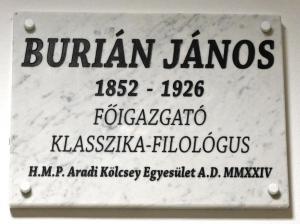 BURIÁN JÁNOS
1852 - 1926
FŐIGAZGATÓ
KLASSZIKA-FILOLÓGUS
H.M.P. Aradi Kölcsey Egyesület A.D. MMXXIV